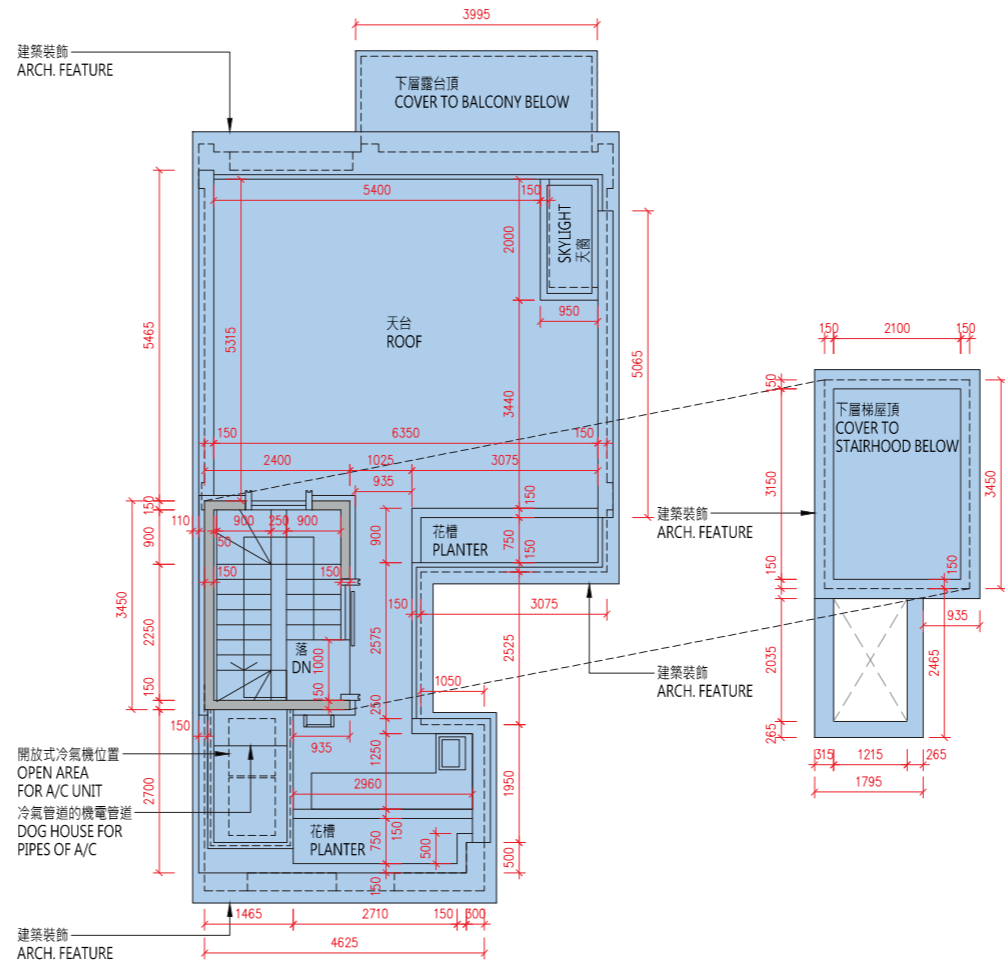 3995
建築裝飾
ARCH. FEATURE
下層露台頂
COVER TO BALCONY BELOW
5400
150
2000
SKYLIGHT
天窗
950
5465
5315
天台
ROOF
3440
5065
150
6350
150
2400
1025
3075
935
150
150
110
900
900
250
900
50
150
150
3450
2250
150
落
DN
1000
150
900
2575
250
花槽
PLANTER
750
150
150
3075
2525
建築裝飾
ARCH. FEATURE
1050
150
935
1250
2960
1950
2700
開放式冷氣機位置
OPEN AREA
FOR A/C UNIT
冷氣管道的機電管道
DOG HOUSE FOR
PIPES OF A/C
花槽
PLANTER
750
150
500
150
500
建築裝飾
ARCH. FEATURE
1465
2710
150
300
4625
150
2100
150
150
下層梯屋頂
COVER TO
STAIRHOOD BELOW
3150
3450
建築裝飾
ARCH. FEATURE
150
150
935
2035
2465
265
315
1215
265
1795